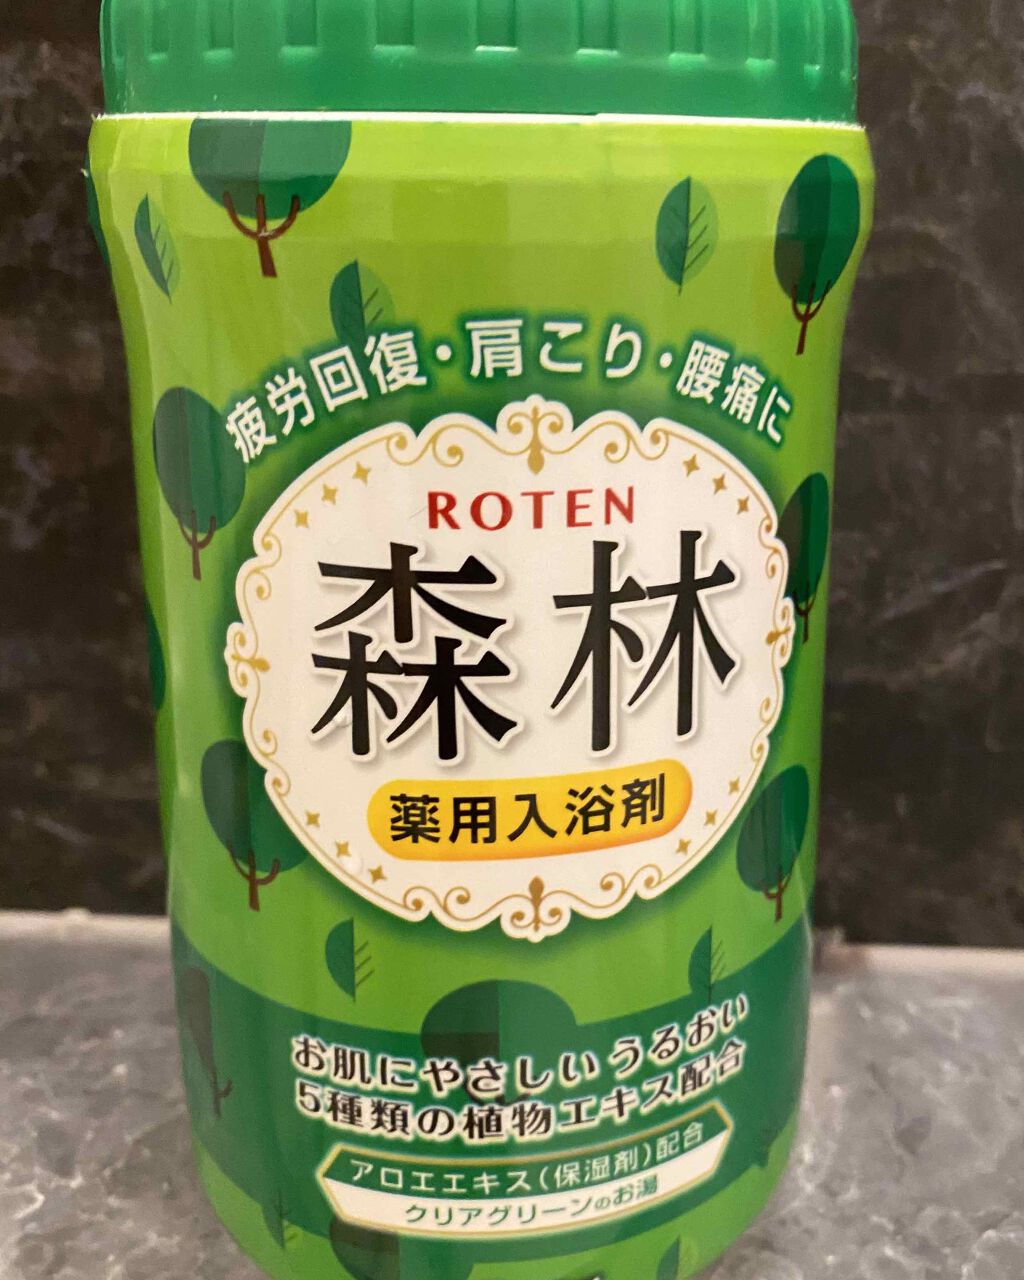 疲労回復・肩こり・腰痛に
ROTEN
森林
薬用入浴剤
お肌にやさしいうるおい
5種類の植物エキス配合
アロエエキス(保湿剤)配合
クリアグリーンのお湯